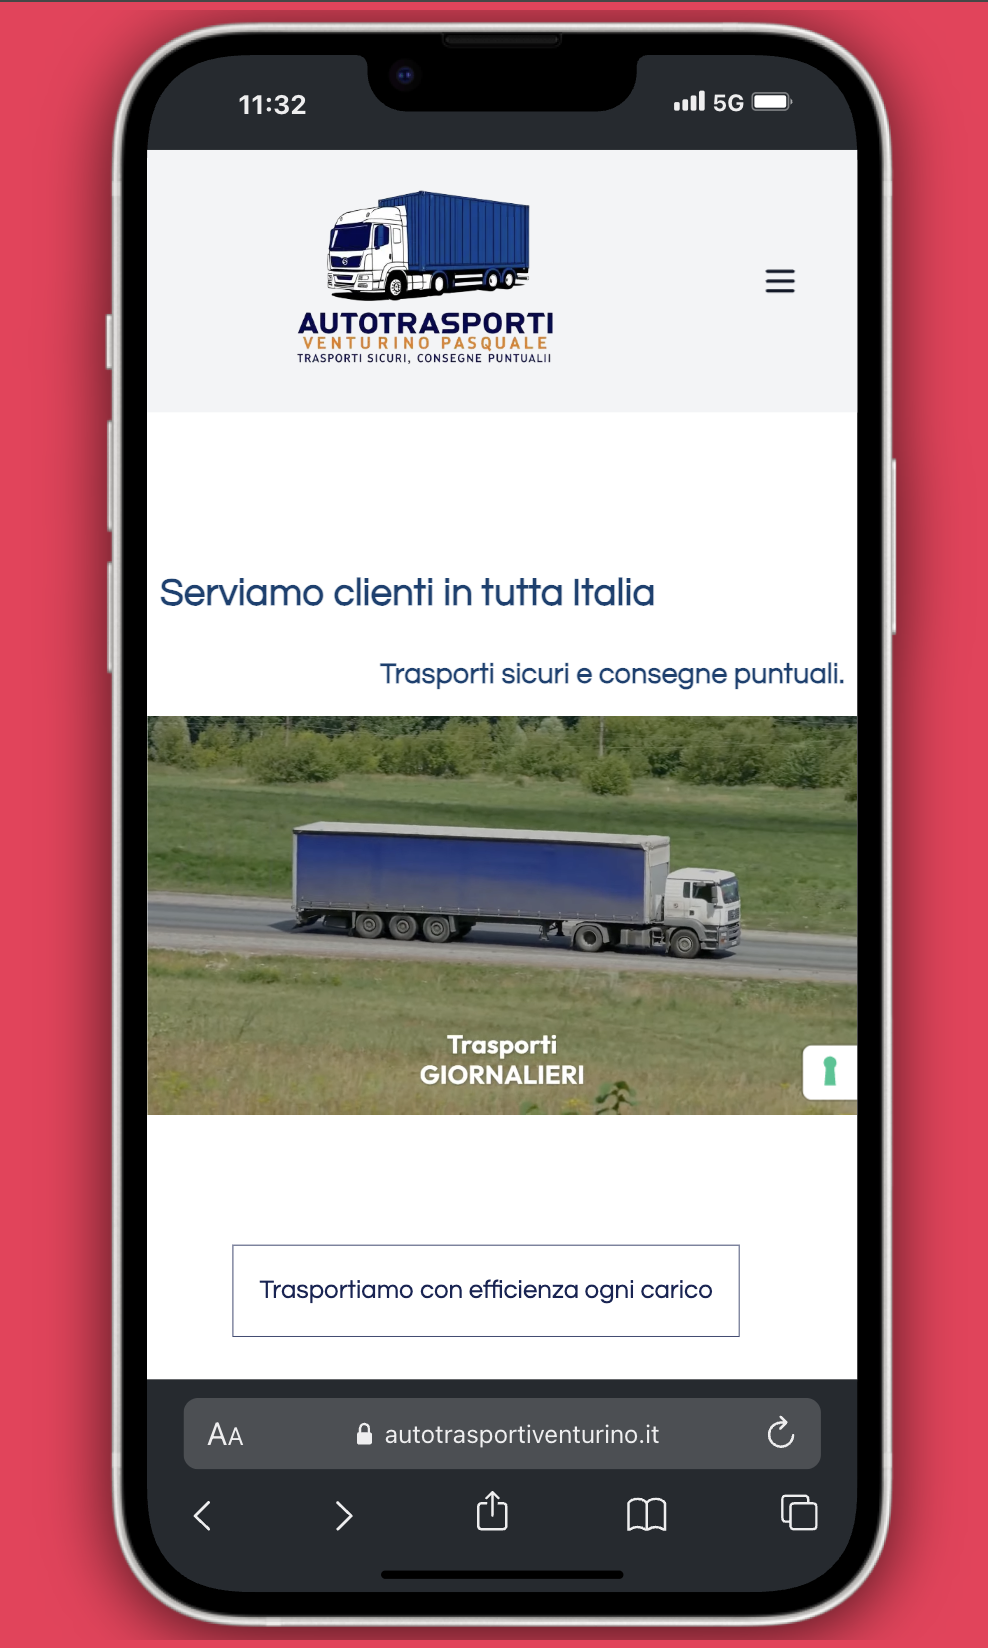 11:32
5G
AUTOTRASPORTI
VENTURINO PASQUALE
TRASPORTI SICURI, CONSEGNE PUNTUALII
Serviamo clienti in tutta Italia
Trasporti sicuri e consegne puntuali.
Trasporti
GIORNALIERI
Trasportiamo con efficienza ogni carico
AA
autotrasportiventurino.it